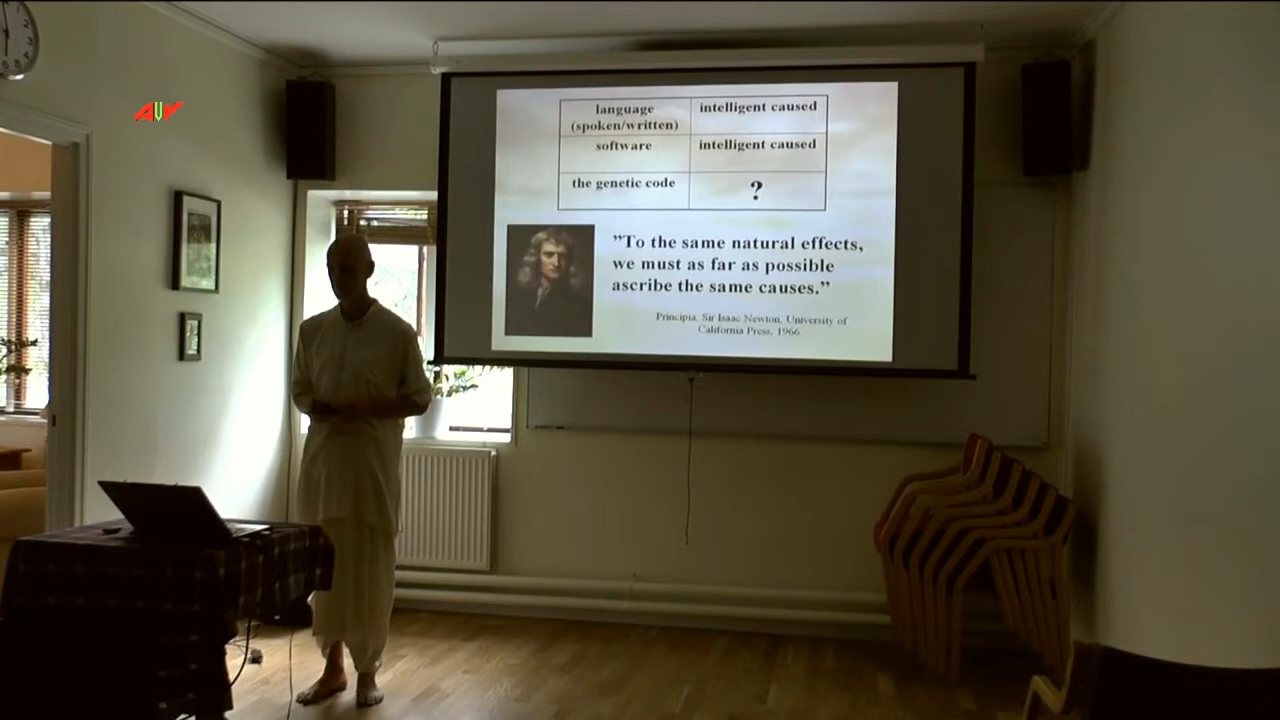 AV
language
(spoken/written)
intelligent caused
software
intelligent caused
the genetic code
?
”To the same natural effects,
we must as far as possible
ascribe the same causes.”
Principia, Sir Isaac Newton, University of
California Press, 1966.